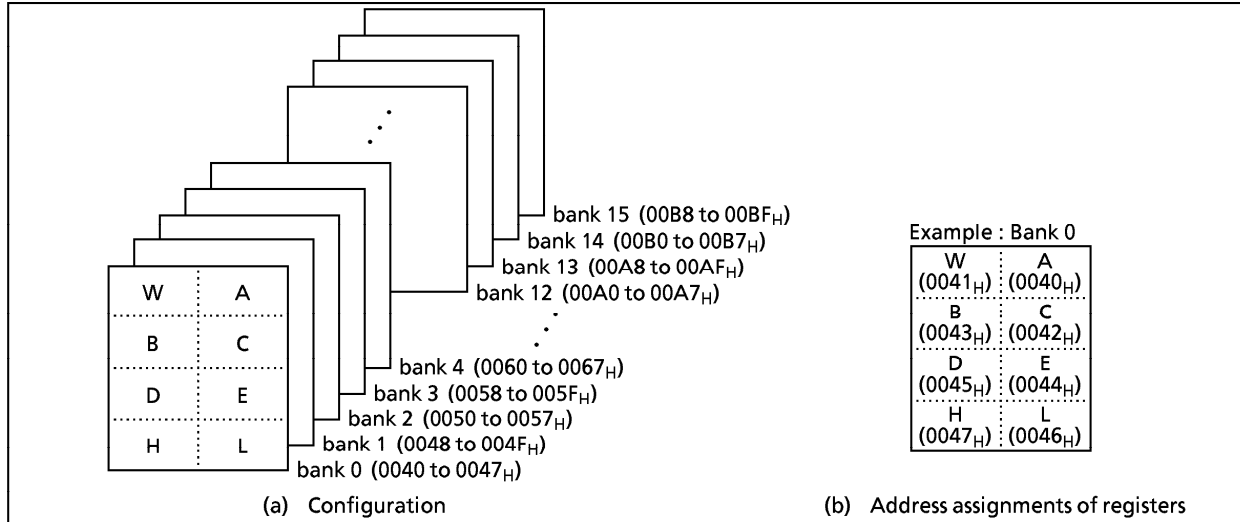 bank 15 (00B8 to 00BFH)
bank 14 (00B0 to 00B7H)
bank 13 (00A8 to 00AFH)
bank 12 (00A0 to 00A7H)
bank 4 (0060 to 0067H)
bank 3 (0058 to 005FH)
bank 2 (0050 to 0057H)
bank 1 (0048 to 004FH)
bank 0 (0040 to 0047H)
W A
B C
D E
H L
(a) Configuration
Example : Bank 0
W A
(0041H) (0040H)
B C
(0043H) (0042H)
D E
(0045H) (0044H)
H L
(0047H) (0046H)
(b) Address assignments of registers